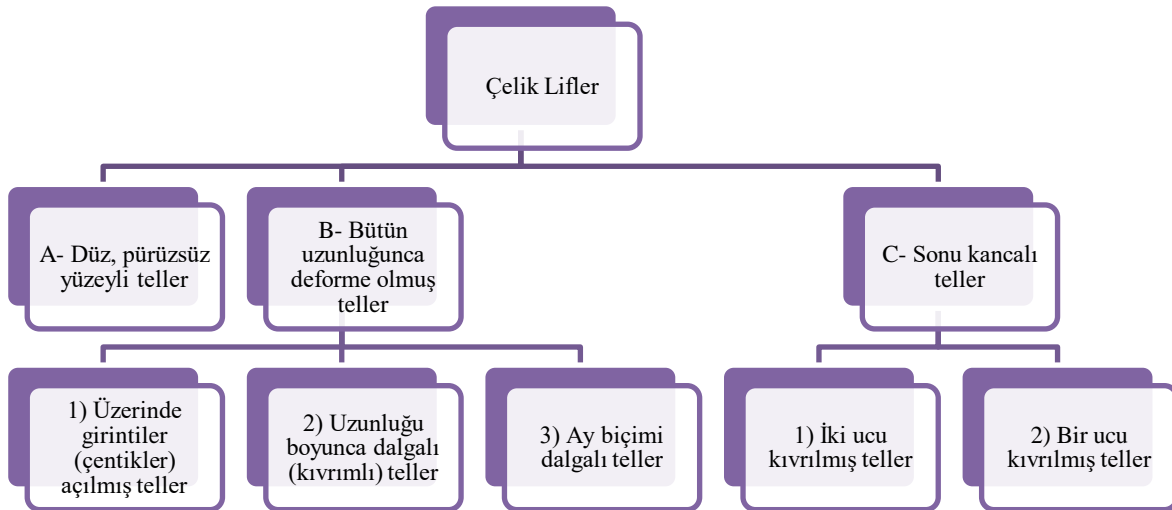 Çelik Lifler
A- Düz, pürüzsüz
yüzeyli teller
B- Bütün
uzunluğunca
deforme olmuş
teller
C- Sonu kancalı
teller
1) Üzerinde
girintiler
(çentikler)
açılmış teller
2) Uzunluğu
boyunca dalgalı
(kıvrımlı) teller
3) Ay biçimi
dalgalı teller
1) İki ucu
kıvrılmış teller
2) Bir ucu
kıvrılmış teller